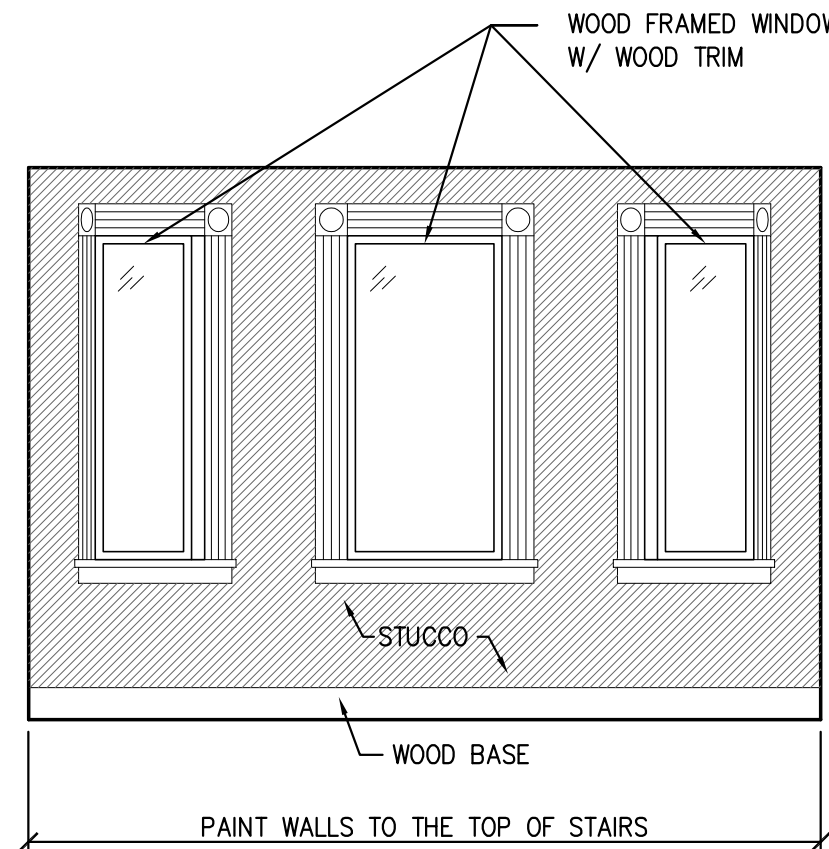 WOOD FRAMED WINDOW
W/ WOOD TRIM
STUCCO
WOOD BASE
PAINT WALLS TO THE TOP OF STAIRS